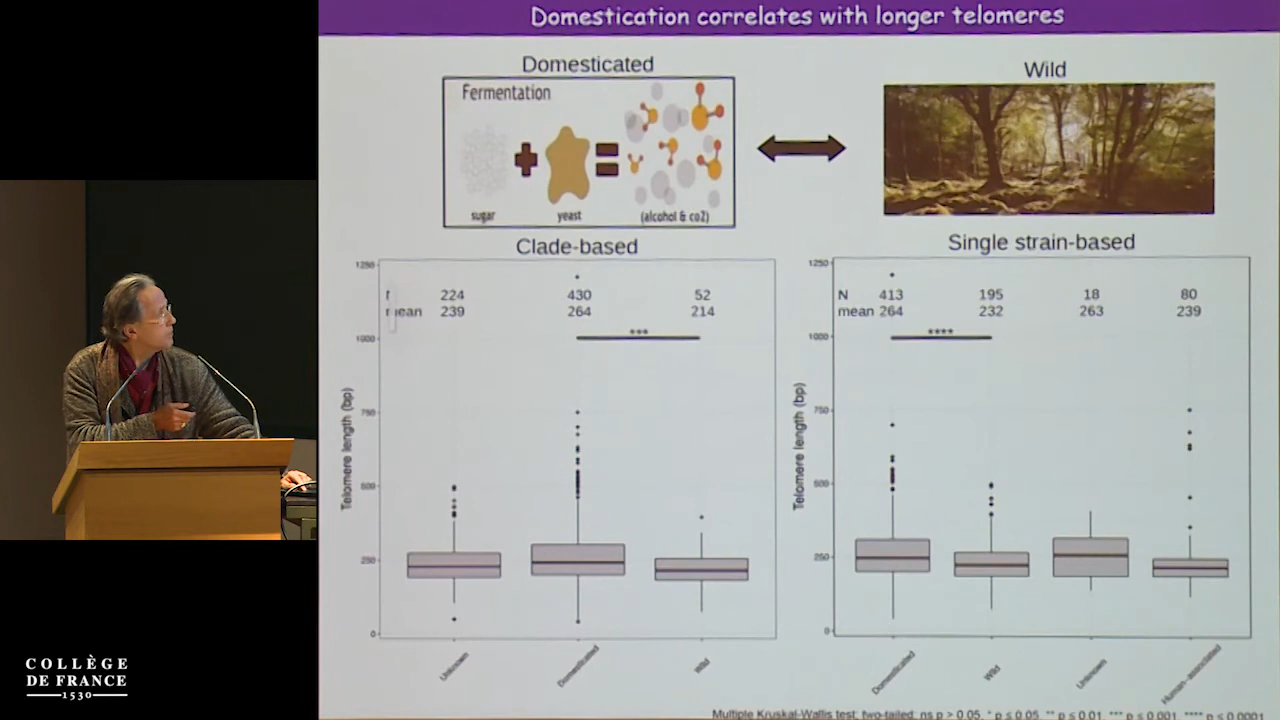 Domestication correlates with longer telomeres
Domesticated
Wild
Fermentation
sugar
yeast
(alcohol & co2)
Clade-based
Single strain-based
224 430 52
mean 239 264 214
***
1250
1000
750
500
250
0
Telomere length (bp)
Unknown
Domesticated
Wild
N 413 195 18 80
mean 264 232 263 239
****
1250
1000
750
500
250
0
Telomere length (bp)
Domesticated
Wild
Unknown
Human-associated
Multiple Kruskal-Wallis test; two-tailed; ns p > 0.05, * p ≤ 0.05, ** p ≤ 0.01, *** p ≤ 0.001, **** p ≤ 0.0001
COLLÈGE
DE FRANCE
1530